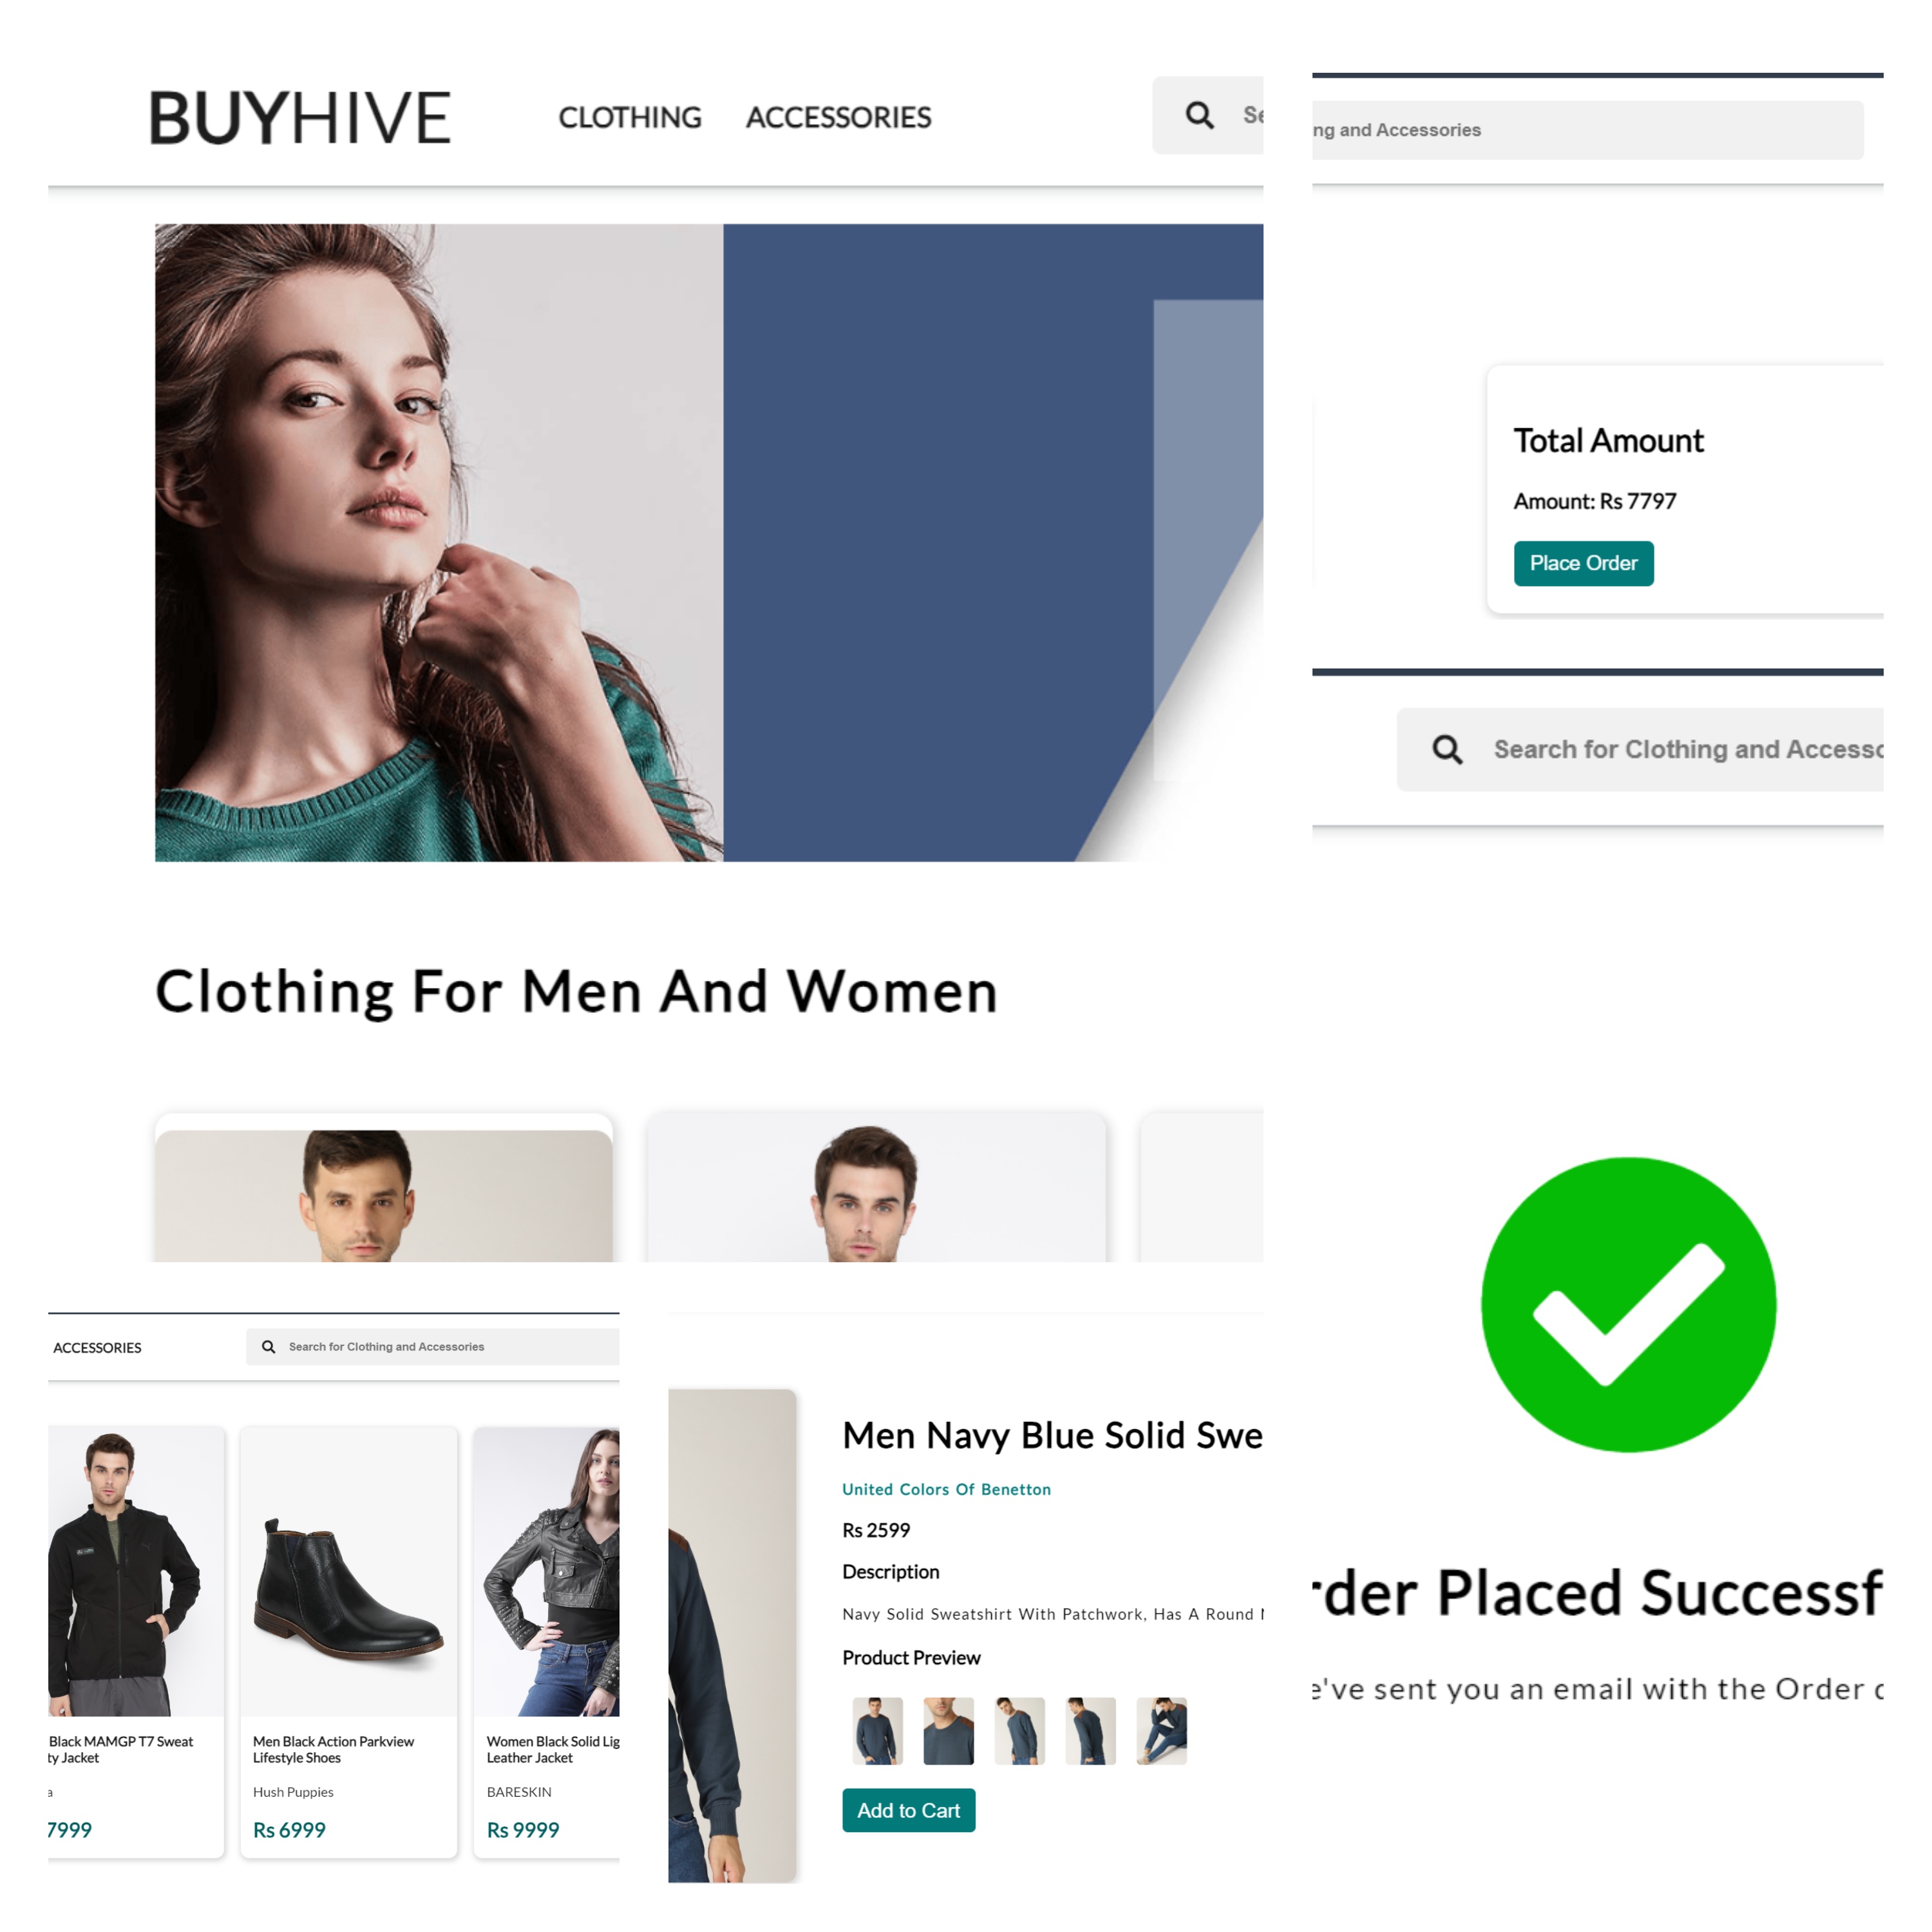 BUYHIVE
CLOTHING
ACCESSORIES
Se
ng and Accessories
Total Amount
Amount: Rs 7797
Place Order
Search for Clothing and Accesso
Clothing For Men And Women
rder Placed Successf
e've sent you an email with the Order
ACCESSORIES
Search for Clothing and Accessories
Black MAMGP T7 Sweat
ty Jacket
a
7999
Men Black Action Parkview
Lifestyle Shoes
Hush Puppies
Rs 6999
Women Black Solid Lig
Leather Jacket
BARESKIN
Rs 9999
Men Navy Blue Solid Swe
United Colors Of Benetton
Rs 2599
Description
Navy Solid Sweatshirt With Patchwork, Has A Round
Product Preview
Add to Cart